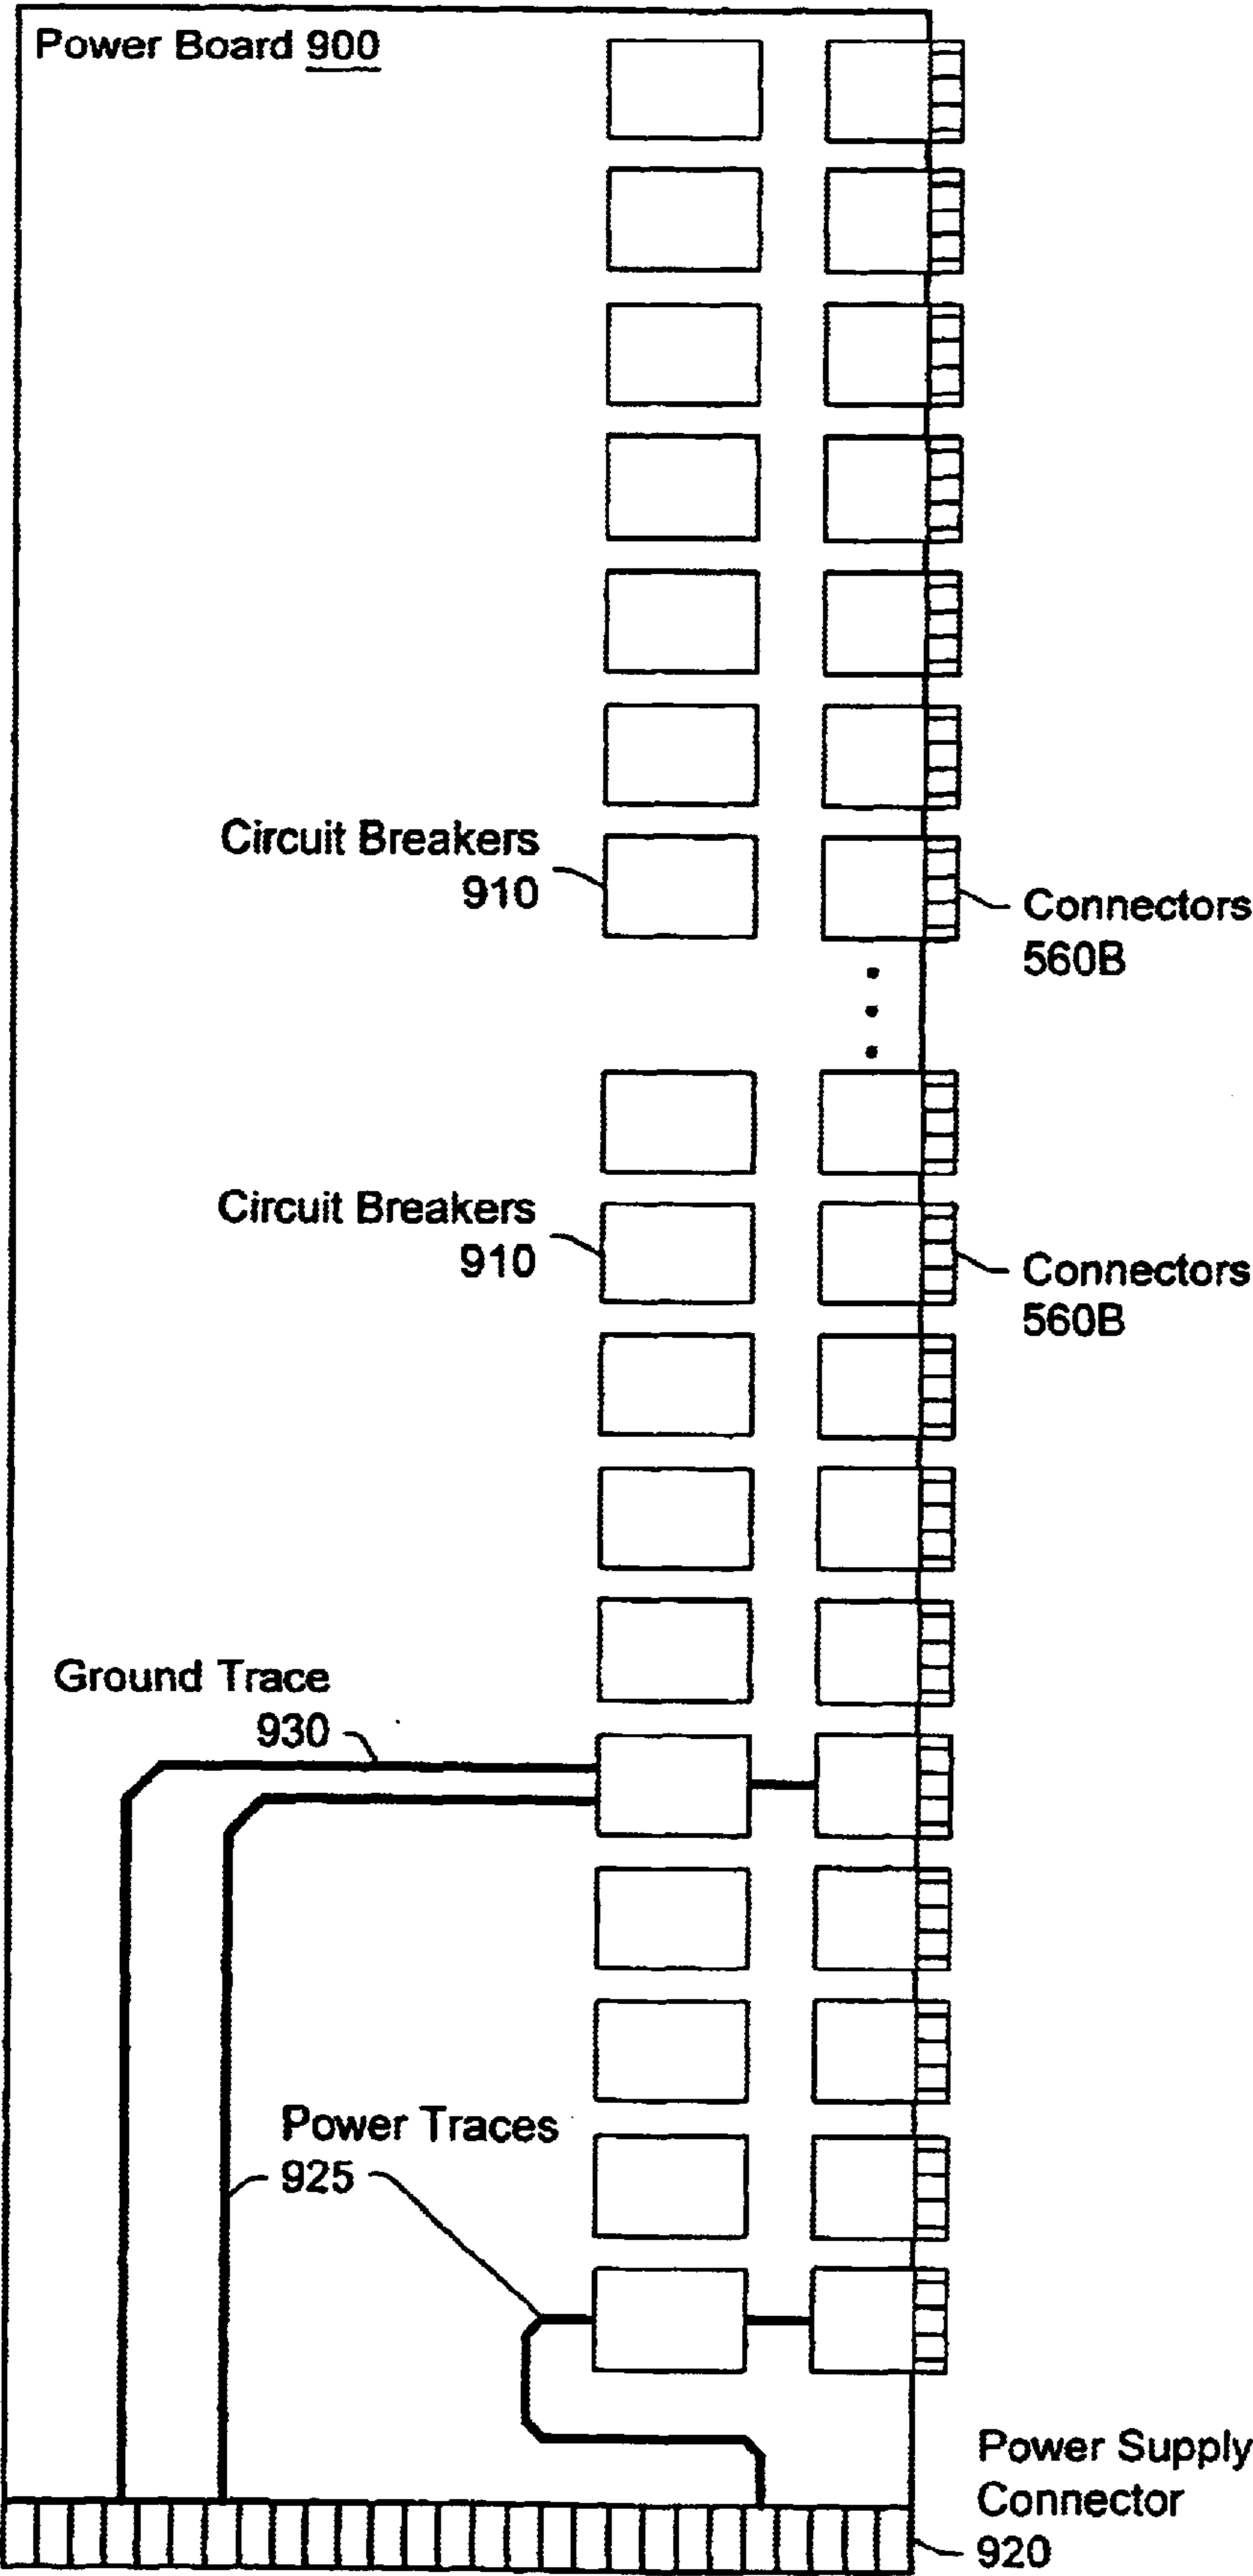 Power Board 900
Circuit Breakers
910
Connectors
560B
Circuit Breakers
910
Connectors
560B
Ground Trace
930
Power Traces
925
Power Supply
Connector
920